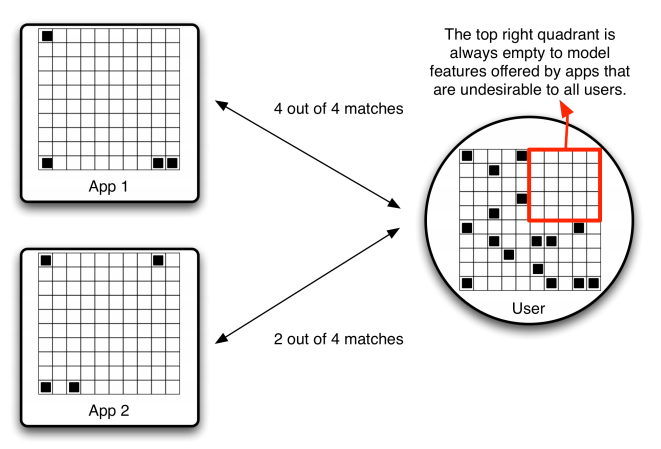 The top right quadrant is
always empty to model
features offered by apps that
are undesirable to all users.
4 out of 4 matches
App 1
User
2 out of 4 matches
App 2